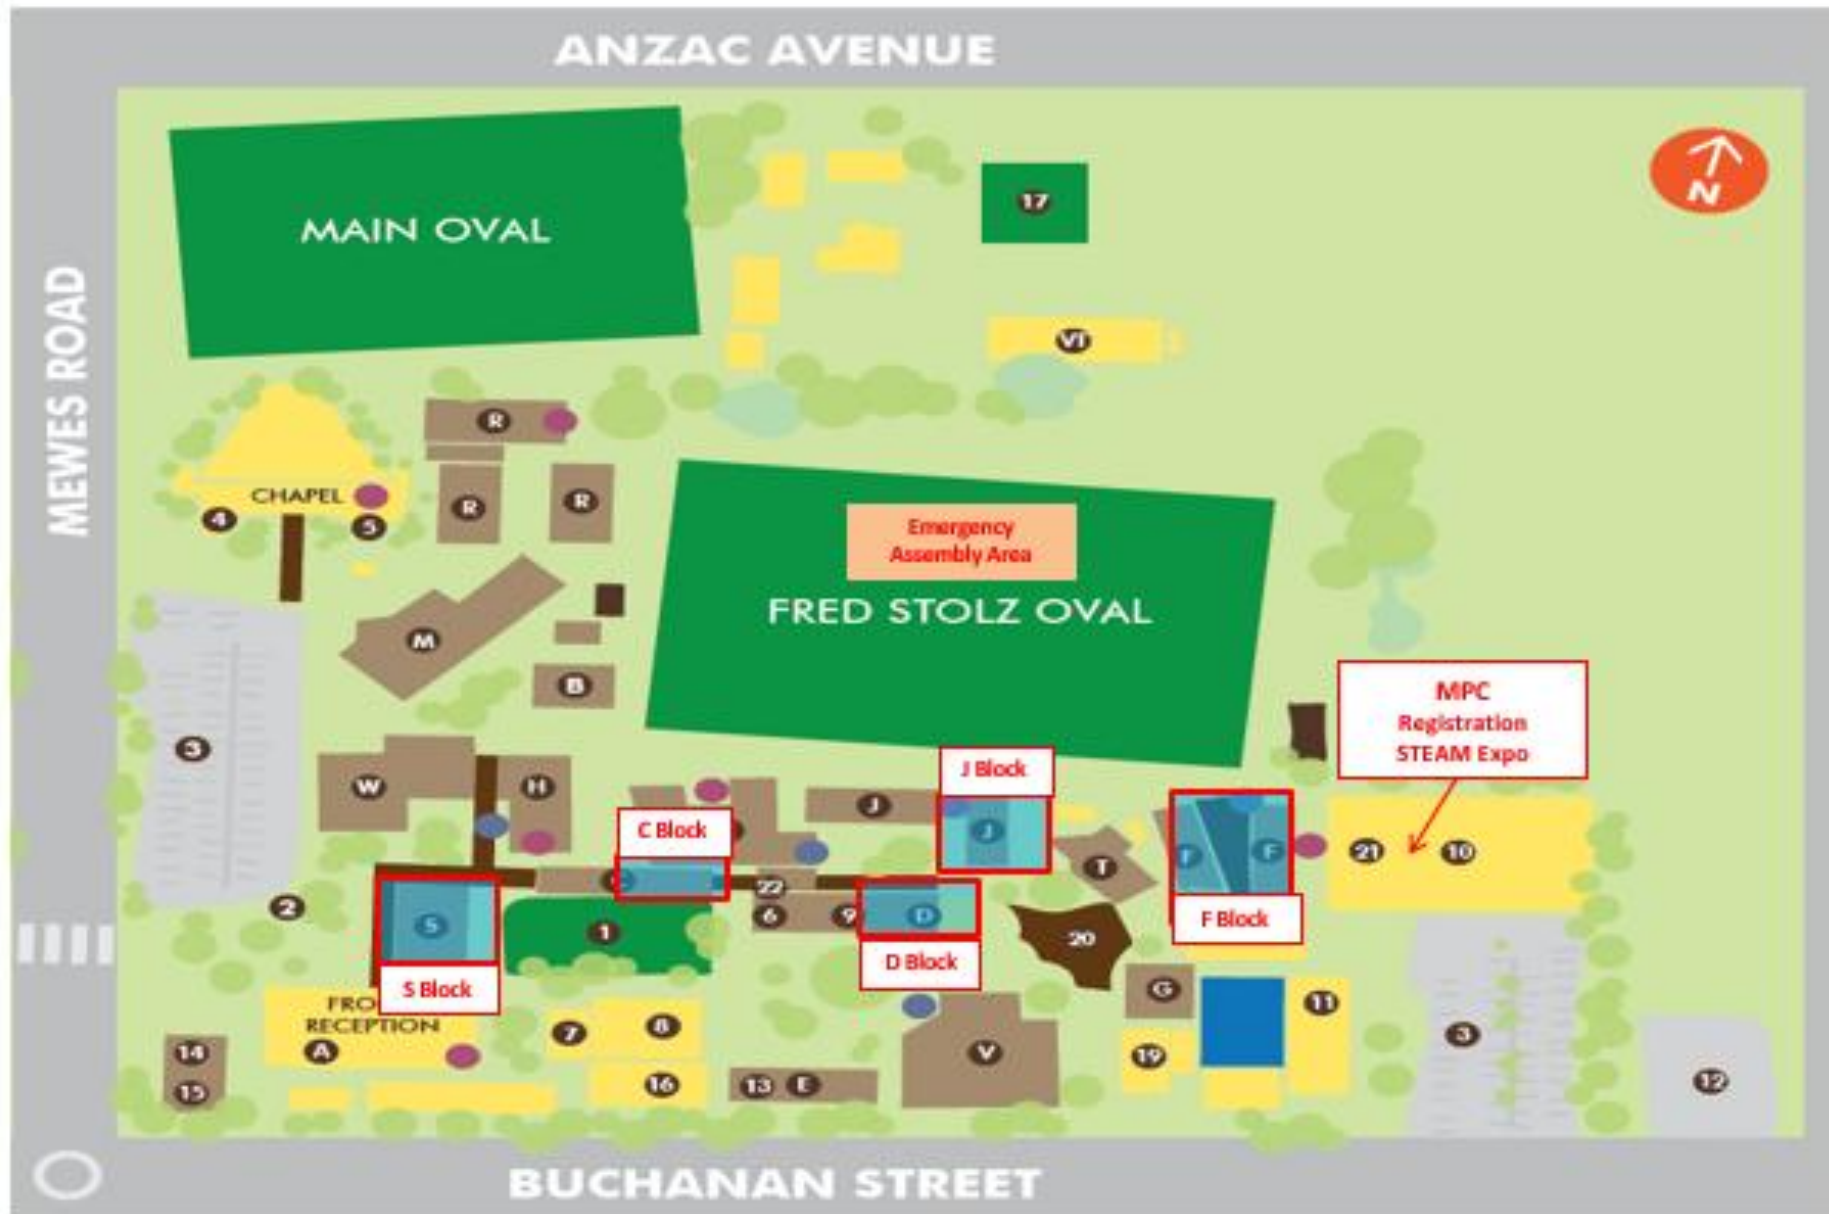 ANZAC AVENUE
MAIN OVAL
17
N
MEWES ROAD
VI
R
CHAPEL
R
R
4
5
Emergency
Assembly Area
FRED STOLZ OVAL
M
B
MPC
Registration
STEAM Expo
3
W
H
J Block
J
C Block
J
T
F
F
21
10
22
2
S
1
6
9
D
20
F Block
S Block
D Block
G
FRO
RECEPTION
A
7
8
11
14
15
16
13
E
V
19
3
12
BUCHANAN STREET